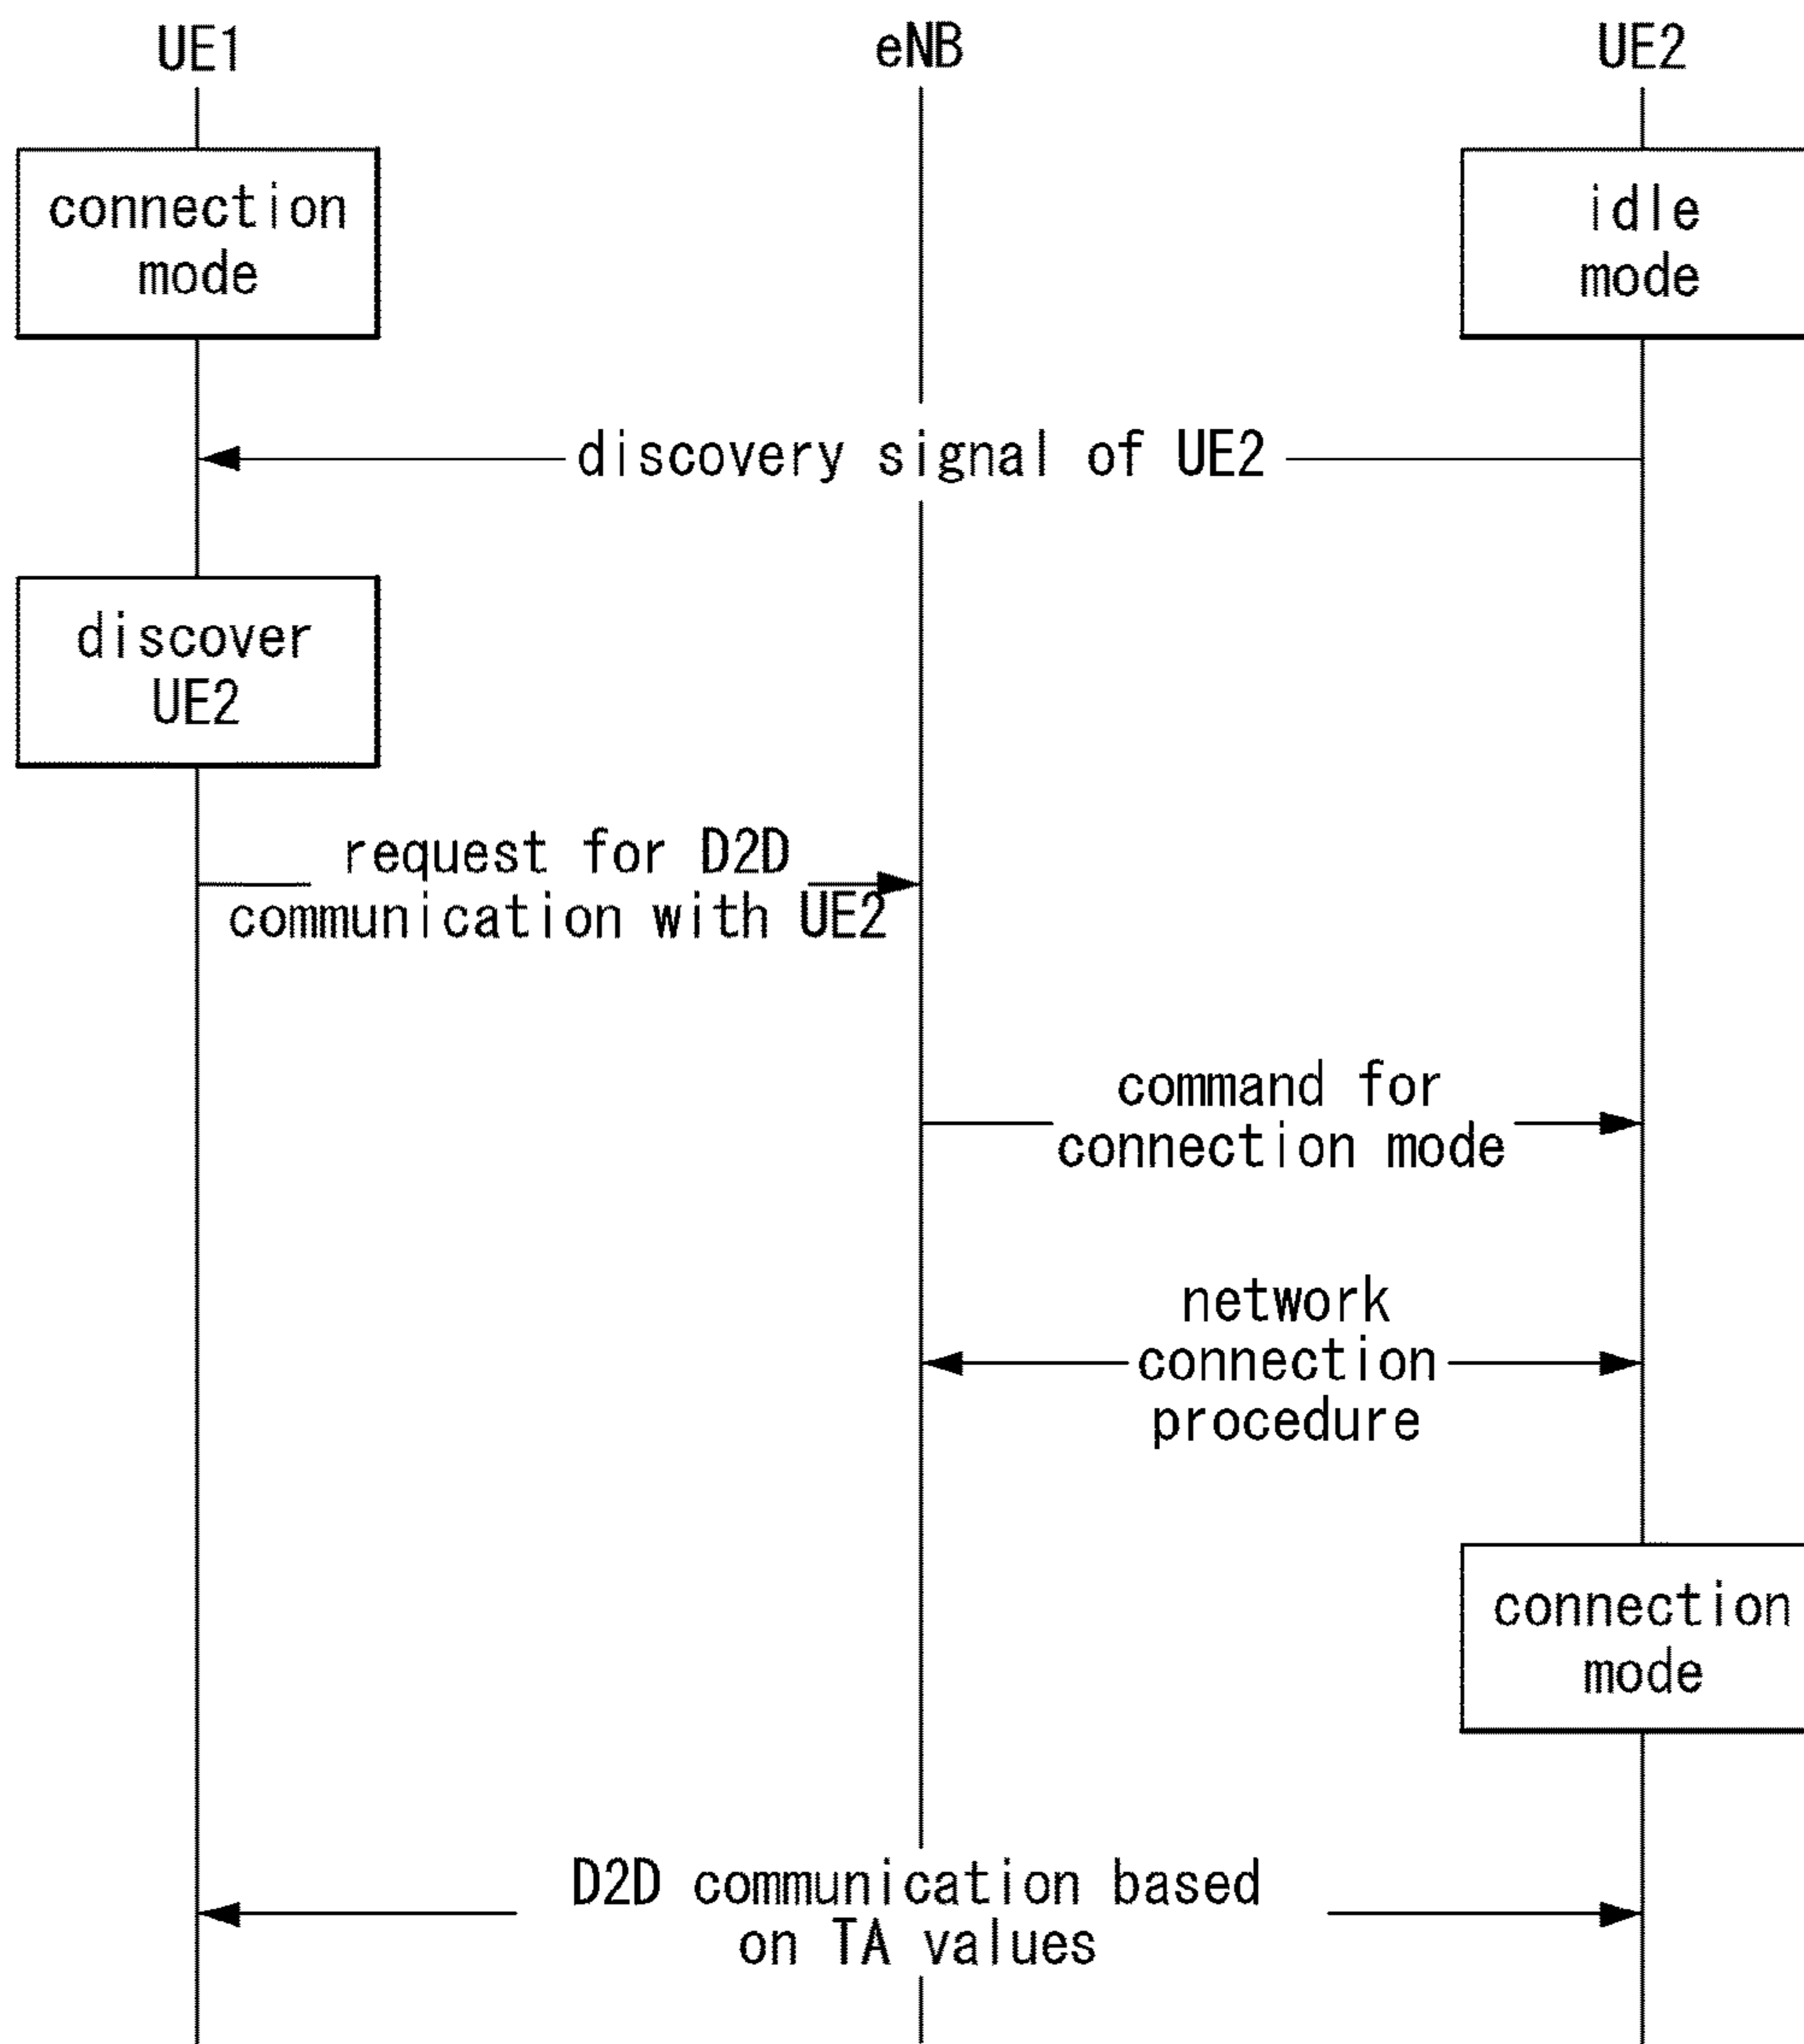 UE1
eNB
UE2
connection
mode
idle
mode
discovery signal of UE2
discover
UE2
request for D2D
communication with UE2
command for
connection mode
network
connection
procedure
connection
mode
D2D communication based
on TA values